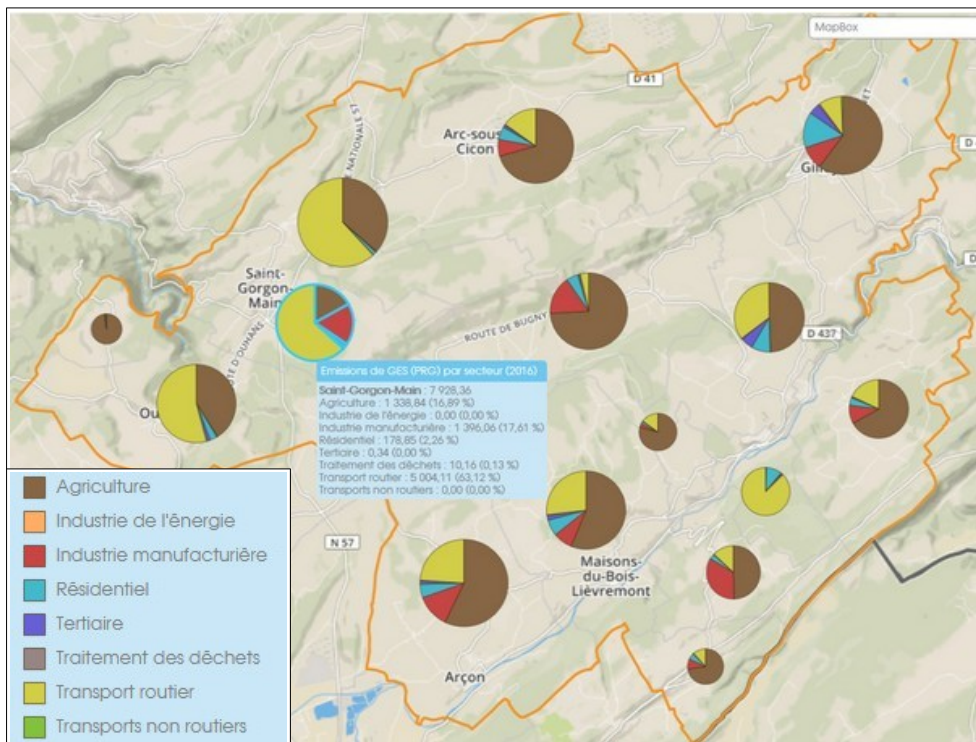 MapBox
D 41
NATIONALE 57
Arc-sous-
Cicon
Saint-
Gorgon-
Main
ROUTE DE BUGNY
D 437
Emissions de GES (PRG) par secteur (2016)
Saint-Gorgon-Main : 7 928,36
Agriculture : 1 338,84 (16,89 %)
Industrie de l'énergie : 0,00 (0,00 %)
Industrie manufacturière : 1 396,06 (17,61 %)
Résidentiel : 178,85 (2,26 %)
Tertiaire : 0,34 (0,00 %)
Traitement des déchets : 10,16 (0,13 %)
Transport routier : 5 004,11 (63,12 %)
Transports non routiers : 0,00 (0,00 %)
Agriculture
Industrie de l'énergie
Industrie manufacturière
Résidentiel
Tertiaire
Traitement des déchets
Transport routier
Transports non routiers
N 57
Maisons-
du-Bois-
Lièvremont
Arçon